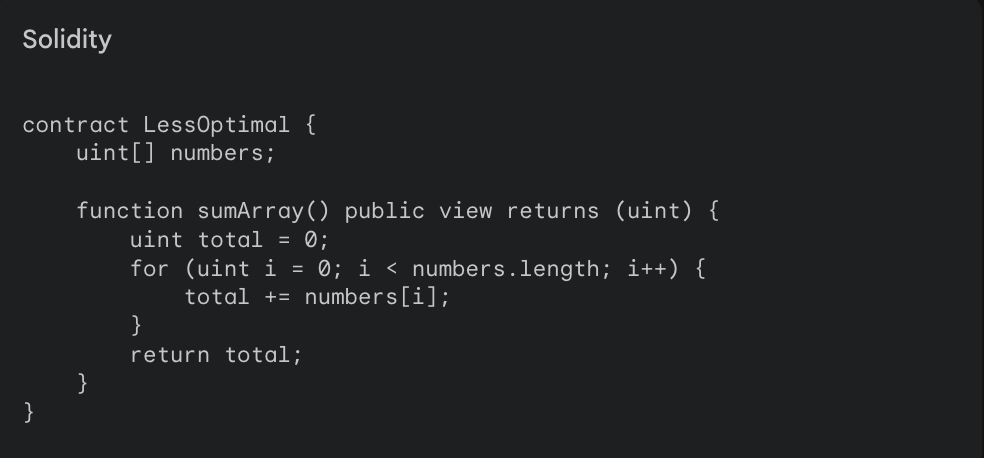 Solidity
contract LessOptimal {
    uint[] numbers;
    function sumArray() public view returns (uint) {
        uint total = 0;
        for (uint i = 0; i < numbers.length; i++) {
            total += numbers[i];
        }
        return total;
    }
}